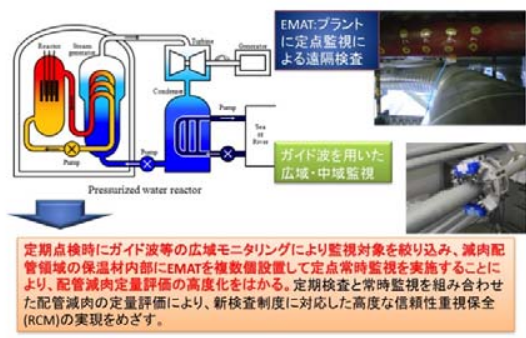 Reactor
Steam
generator
Turbine
Generator
Condenser
Pump
Pump
Pump
Sea
or
River
Pressurized water reactor
EMAT:プラント
に定点監視によ
る遠隔検査
ガイド波を用いた
広域・中域監視
定期点検時にガイド波等の広域モニタリングにより監視対象を絞り込み、減肉配
管領域の保温材内部にEMATを複数個設置して定点常時監視を実施することに
より、配管減肉定量評価の高度化をはかる。定期検査と常時監視を組み合わせ
た配管減肉の定量評価により、新検査制度に対応した高度な信頼性重視保全
(RCM)の実現をめざす。